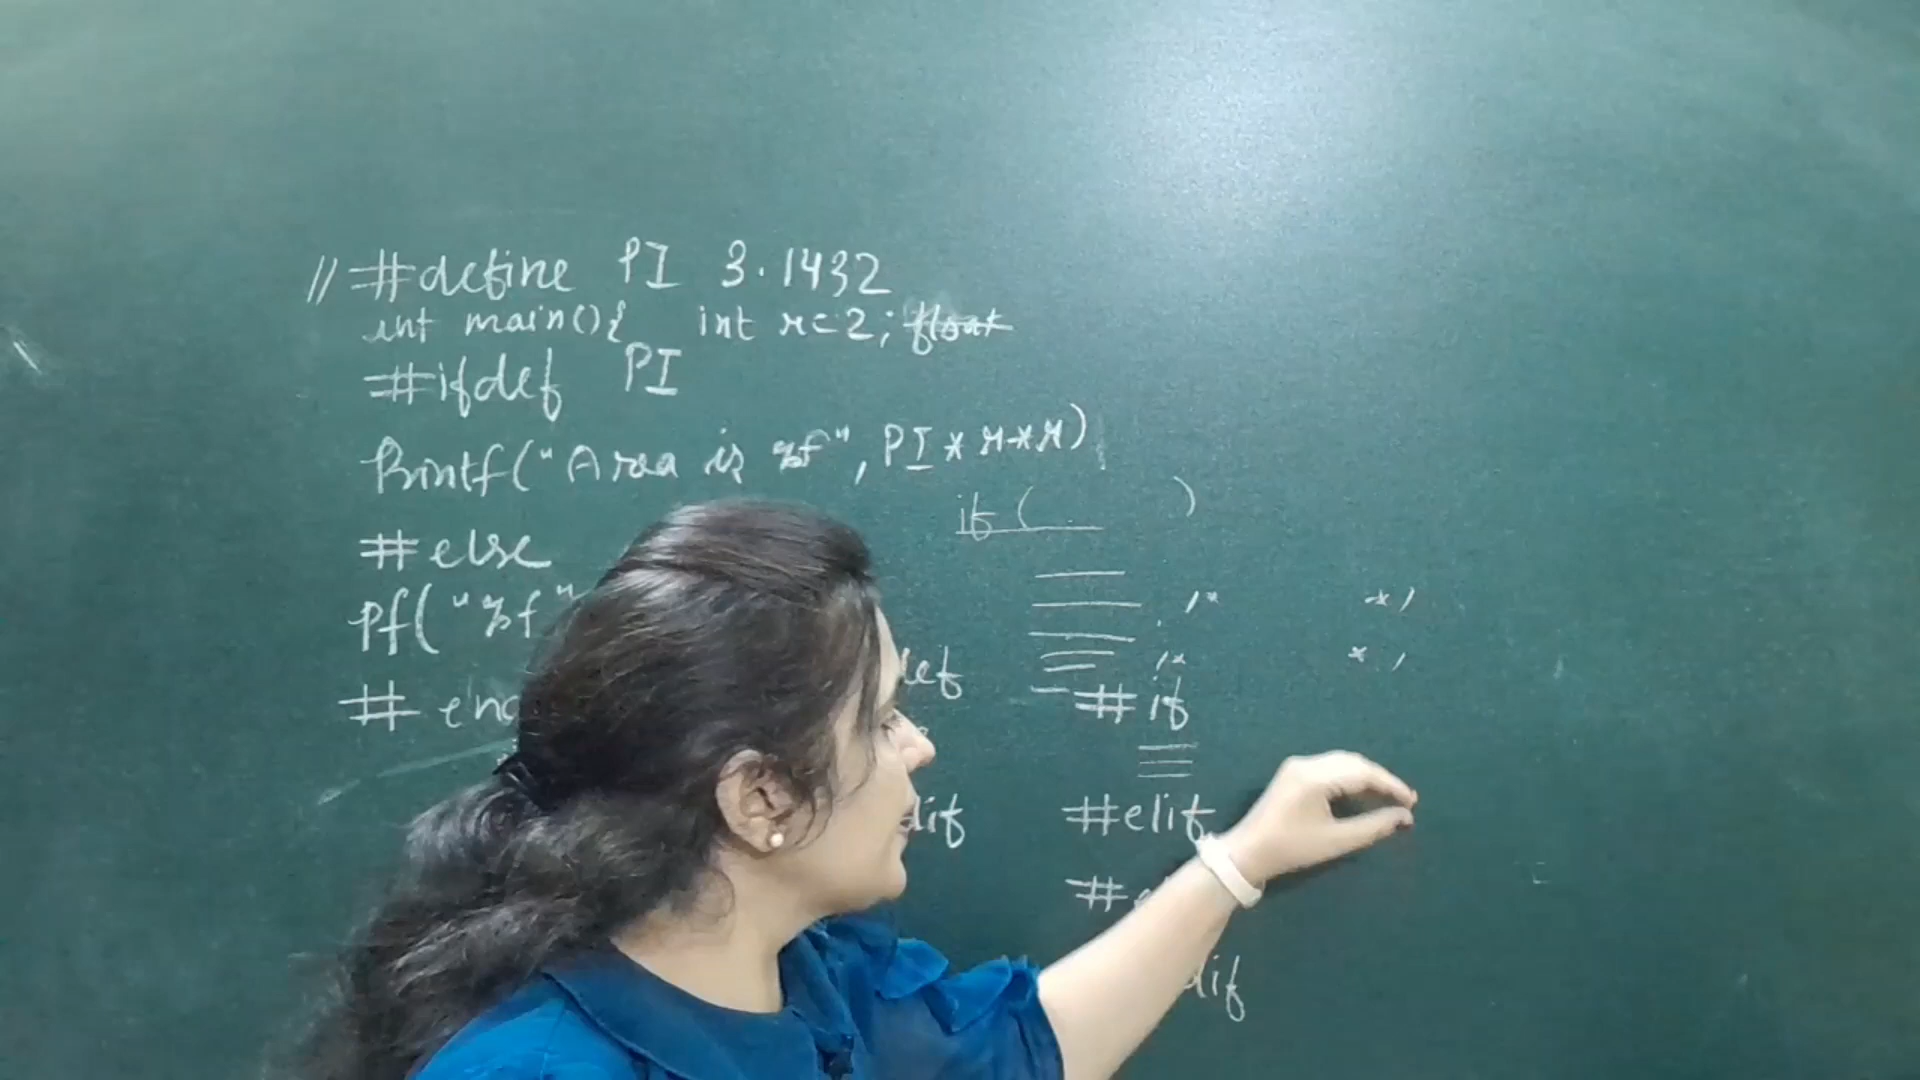 // #define PI 3.1432
int main(){ int r=2; float
#ifdef PI
Printf("Area is %f", PI*r*r)
if ( )
#else
pf("%f"
/* */
/* */
#if
#elif